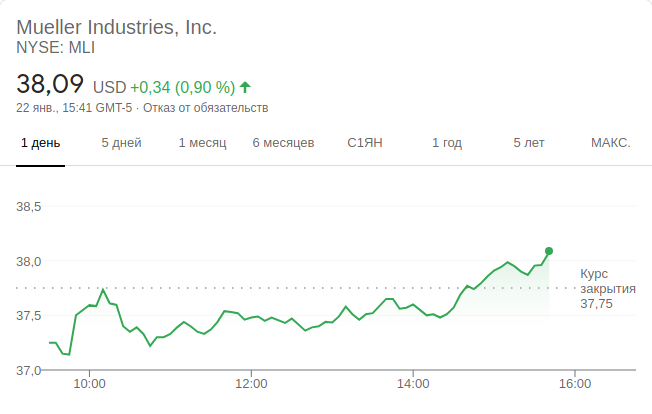 Mueller Industries, Inc.
NYSE: MLI
38,09 USD +0,34 (0,90 %)
22 янв., 15:41 GMT-5 · Отказ от обязательств
1 день 5 дней 1 месяц 6 месяцев С1ЯН 1 год 5 лет МАКС.
38,5
38,0
Курс
закрытия
37,75
37,5
37,0
10:00 12:00 14:00 16:00